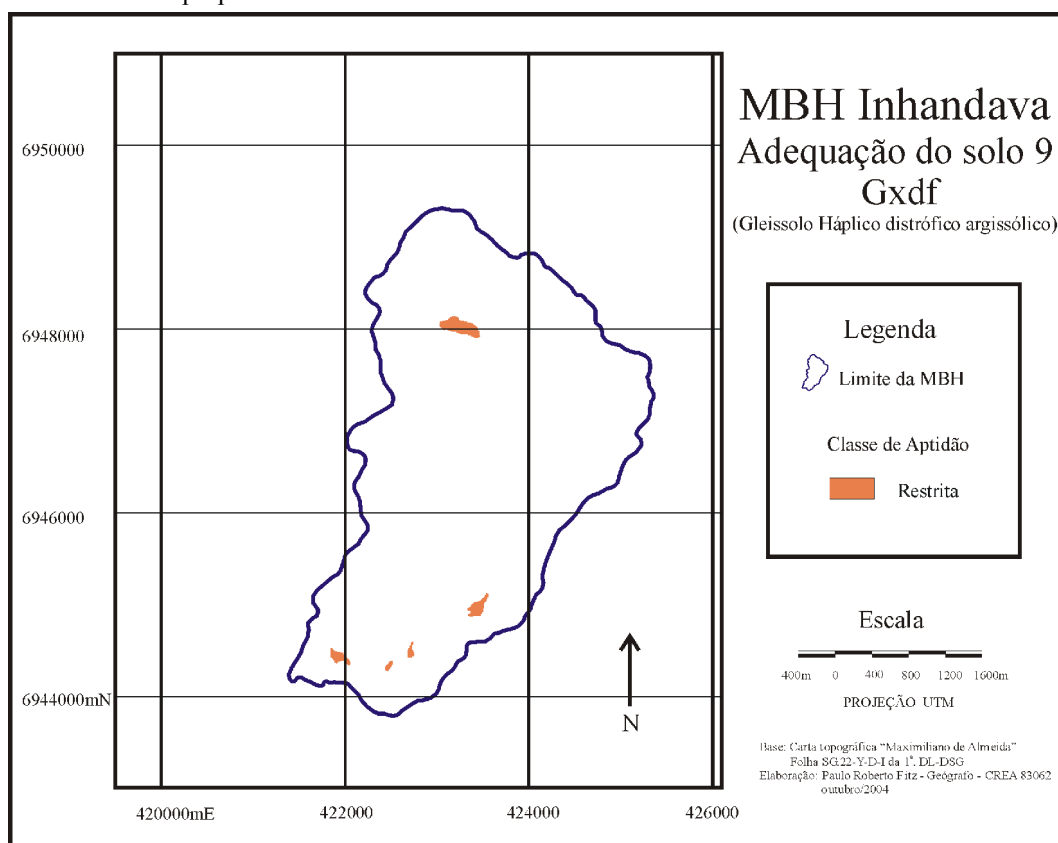 MBH Inhandava
Adequação do solo 9
Gxdf
(Gleissolo Háplico distrófico argissólico)
6950000
6948000
6946000
6944000mN
420000mE
422000
424000
426000
N
Legenda
Limite da MBH
Classe de Aptidão
Restrita
Escala
400m 0 400 800 1200 1600m
PROJEÇÃO UTM
Base: Carta topográfica “Maximiliano de Almeida”
Folha SG.22-Y-D-I da 1ª. DL-DSG
Elaboração: Paulo Roberto Fitz - Geógrafo - CREA 83062
outubro/2004